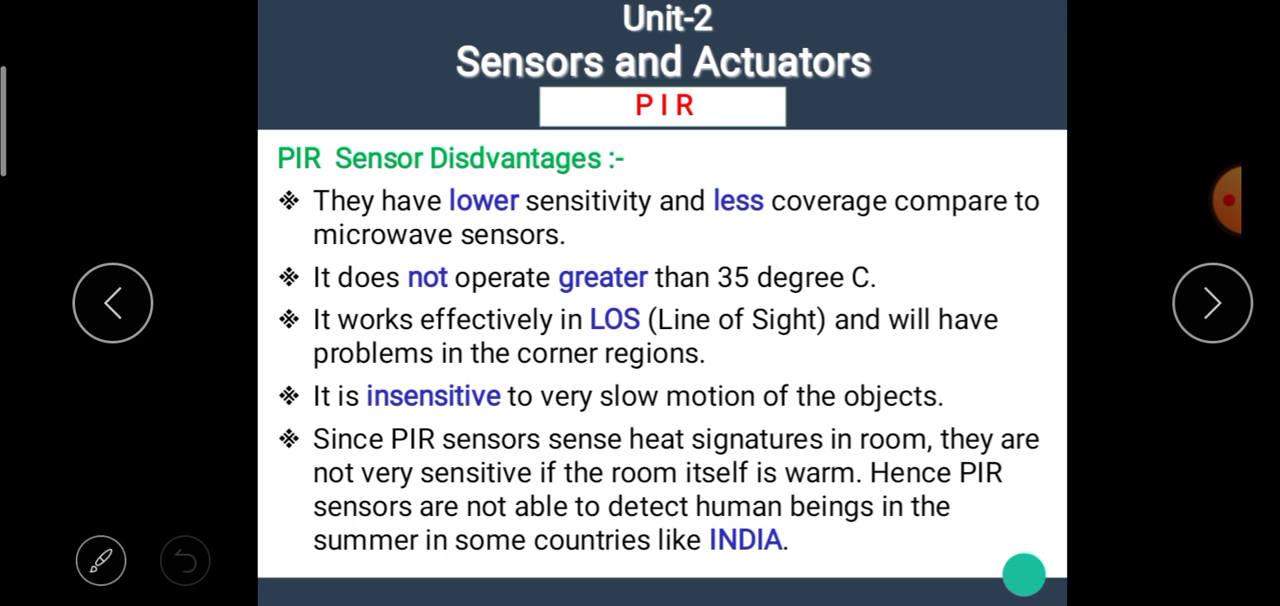 Unit-2
Sensors and Actuators
P I R
PIR Sensor Disdvantages :-
❖ They have lower sensitivity and less coverage compare to
microwave sensors.
❖ It does not operate greater than 35 degree C.
❖ It works effectively in LOS (Line of Sight) and will have
problems in the corner regions.
❖ It is insensitive to very slow motion of the objects.
❖ Since PIR sensors sense heat signatures in room, they are
not very sensitive if the room itself is warm. Hence PIR
sensors are not able to detect human beings in the
summer in some countries like INDIA.